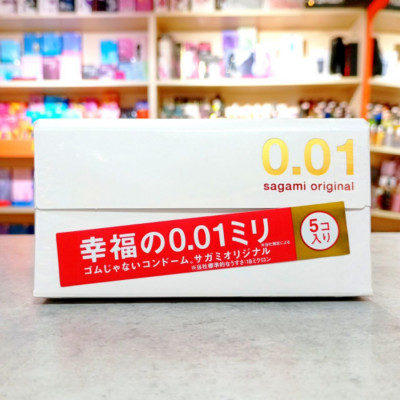 0.01
sagami original
幸福の0.01ミリ
ゴムじゃないコンドーム。サガミオリジナル
5コ
入り